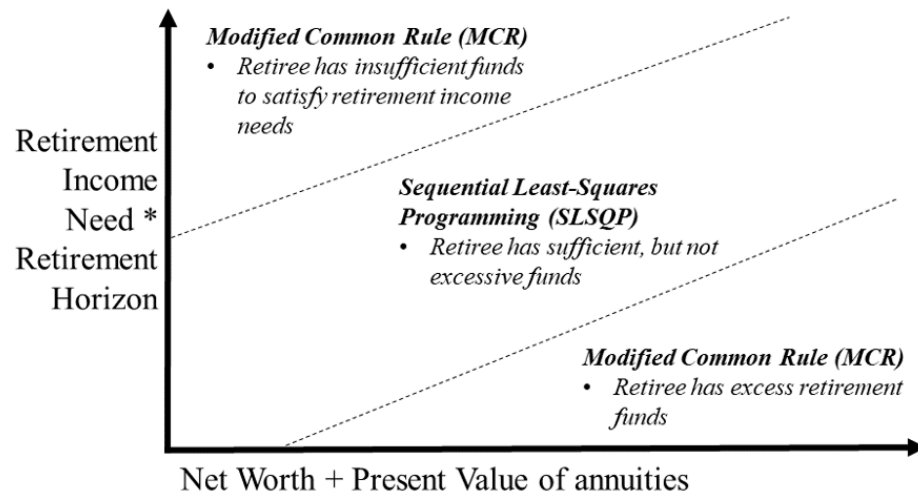 Modified Common Rule (MCR)
• Retiree has insufficient funds
to satisfy retirement income
needs
Retirement
Income
Need *
Retirement
Horizon
Sequential Least-Squares
Programming (SLSQP)
• Retiree has sufficient, but not
excessive funds
Modified Common Rule (MCR)
• Retiree has excess retirement
funds
Net Worth + Present Value of annuities